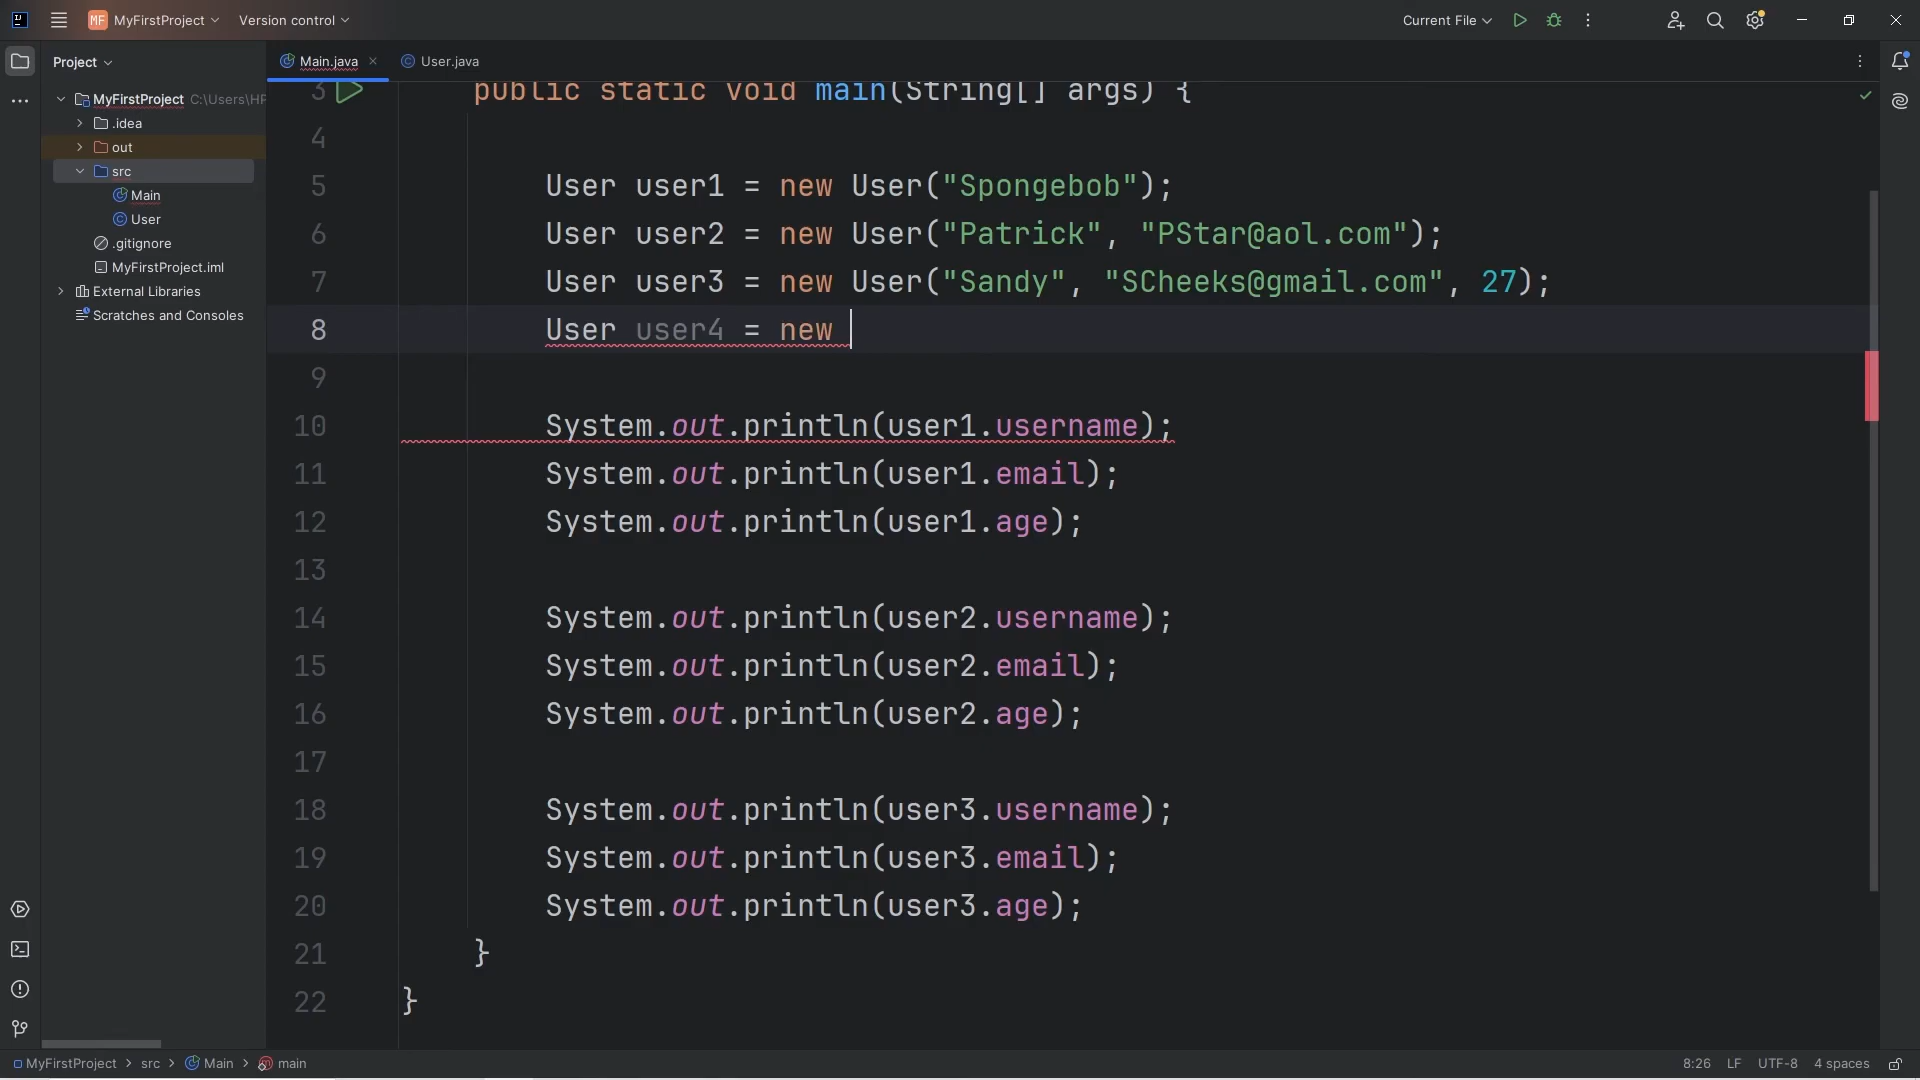 MF MyFirstProject Version control Current File
Project Main.java User.java
MyFirstProject C:\Users\HP
.idea
out
src
Main
User
.gitignore
MyFirstProject.iml
External Libraries
Scratches and Consoles
3 public static void main(String[] args) {
4
5 User user1 = new User("Spongebob");
6 User user2 = new User("Patrick", "PStar@aol.com");
7 User user3 = new User("Sandy", "SCheeks@gmail.com", 27);
8 User user4 = new
9
10 System.out.println(user1.username);
11 System.out.println(user1.email);
12 System.out.println(user1.age);
13
14 System.out.println(user2.username);
15 System.out.println(user2.email);
16 System.out.println(user2.age);
17
18 System.out.println(user3.username);
19 System.out.println(user3.email);
20 System.out.println(user3.age);
21 }
22 }
MyFirstProject > src > Main > main 8:26 LF UTF-8 4 spaces